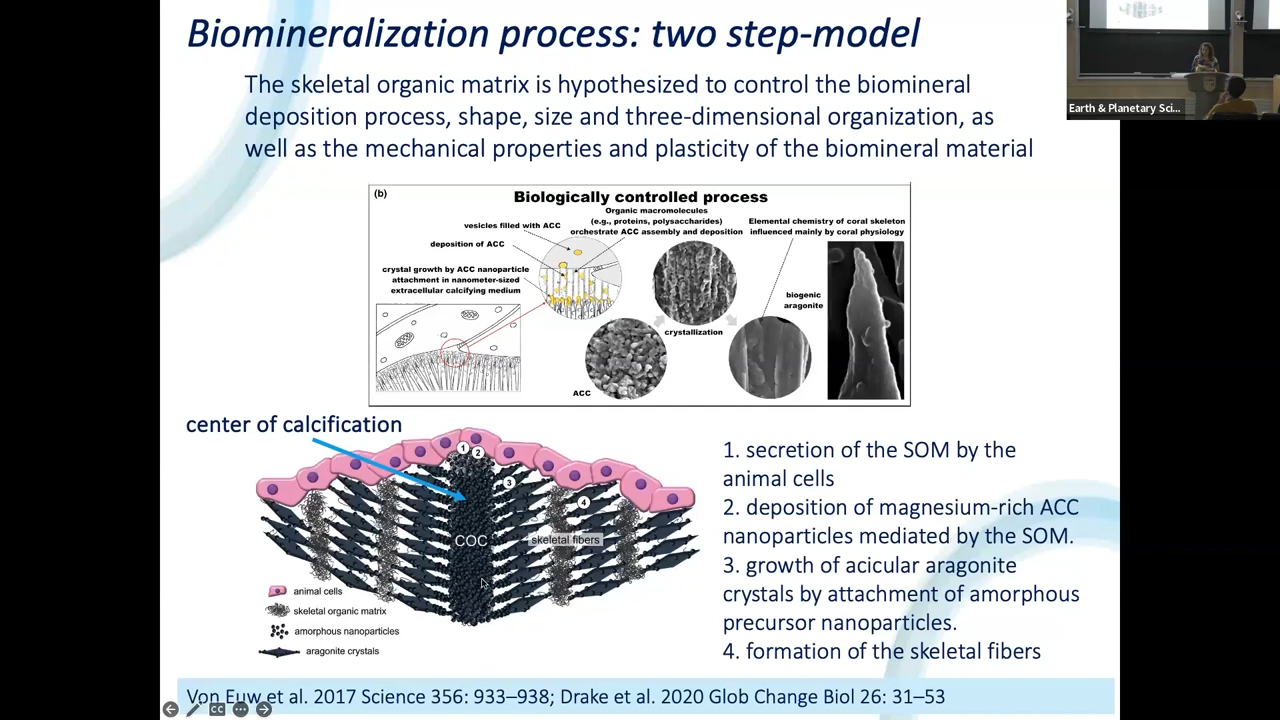 Biomineralization process: two step-model
The skeletal organic matrix is hypothesized to control the biomineral
deposition process, shape, size and three-dimensional organization, as
well as the mechanical properties and plasticity of the biomineral material
Earth & Planetary Sci...
(b)
Biologically controlled process
vesicles filled with ACC
deposition of ACC
crystal growth by ACC nanoparticle
attachment in nanometer-sized
extracellular calcifying medium
Organic macromolecules
(e.g., proteins, polysaccharides)
orchestrate ACC assembly and deposition
Elemental chemistry of coral skeleton
influenced mainly by coral physiology
biogenic
aragonite
crystallization
ACC
center of calcification
1
2
3
4
COC
skeletal fibers
animal cells
skeletal organic matrix
amorphous nanoparticles
aragonite crystals
1. secretion of the SOM by the
animal cells
2. deposition of magnesium-rich ACC
nanoparticles mediated by the SOM.
3. growth of acicular aragonite
crystals by attachment of amorphous
precursor nanoparticles.
4. formation of the skeletal fibers
Von Euw et al. 2017 Science 356: 933–938; Drake et al. 2020 Glob Change Biol 26: 31–53
CC